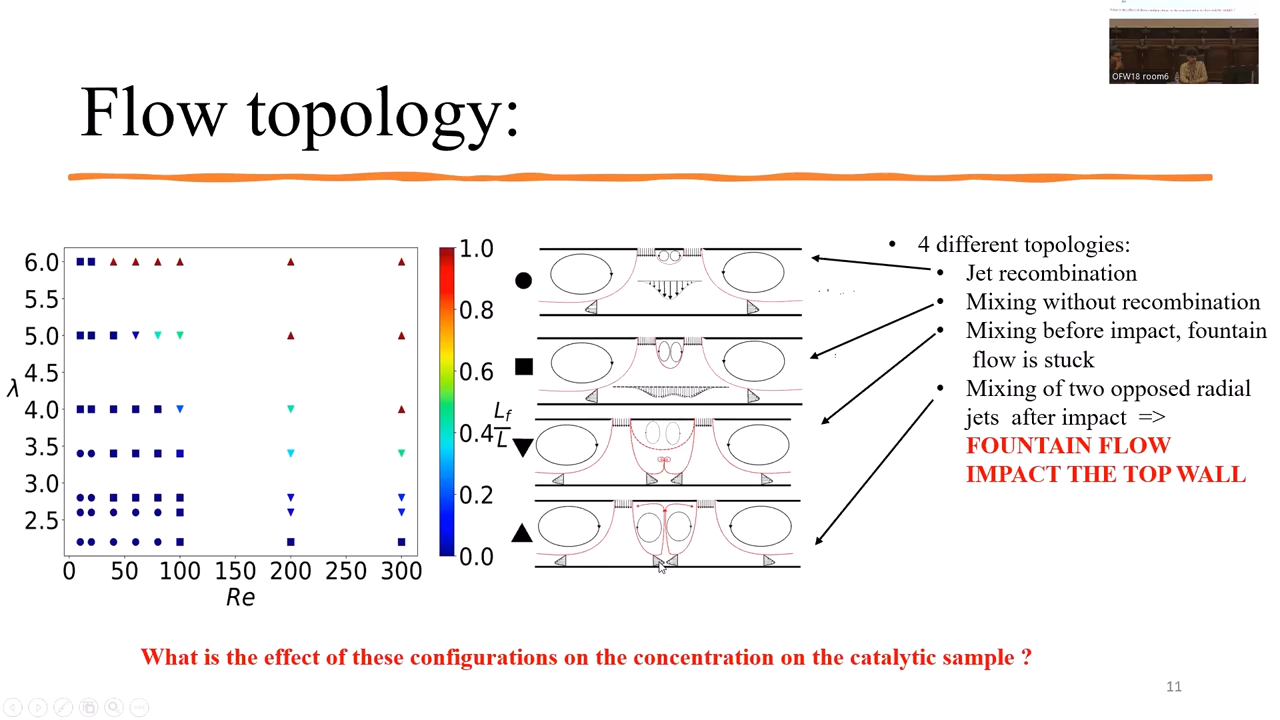 OFW18 room6
Flow topology:
6.0
5.5
5.0
4.5
4.0
3.5
3.0
2.5
λ
0 50 100 150 200 250 300
Re
1.0
0.8
0.6
0.4
0.2
0.0
L_f
L
• 4 different topologies:
• Jet recombination
• Mixing without recombination
• Mixing before impact, fountain
flow is stuck
• Mixing of two opposed radial
jets after impact =>
FOUNTAIN FLOW
IMPACT THE TOP WALL
What is the effect of these configurations on the concentration on the catalytic sample ?
11